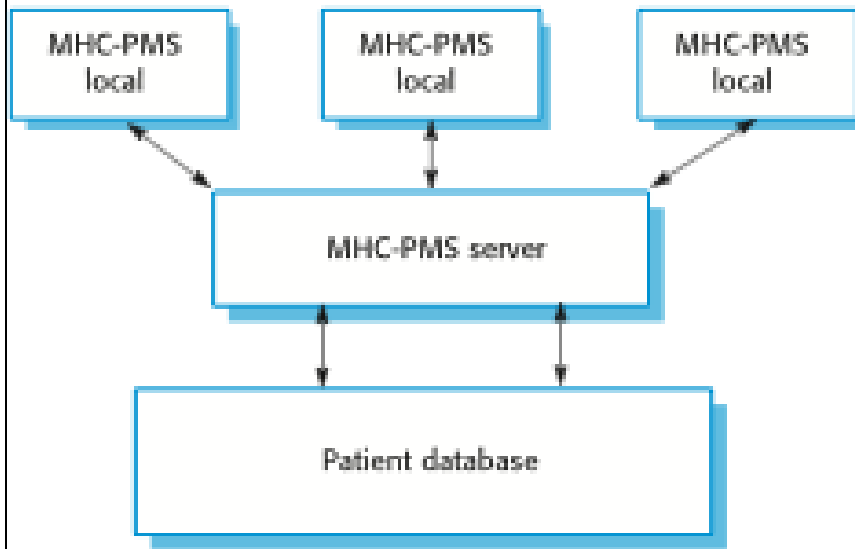 MHC-PMS
local
MHC-PMS
local
MHC-PMS
local
MHC-PMS server
Patient database